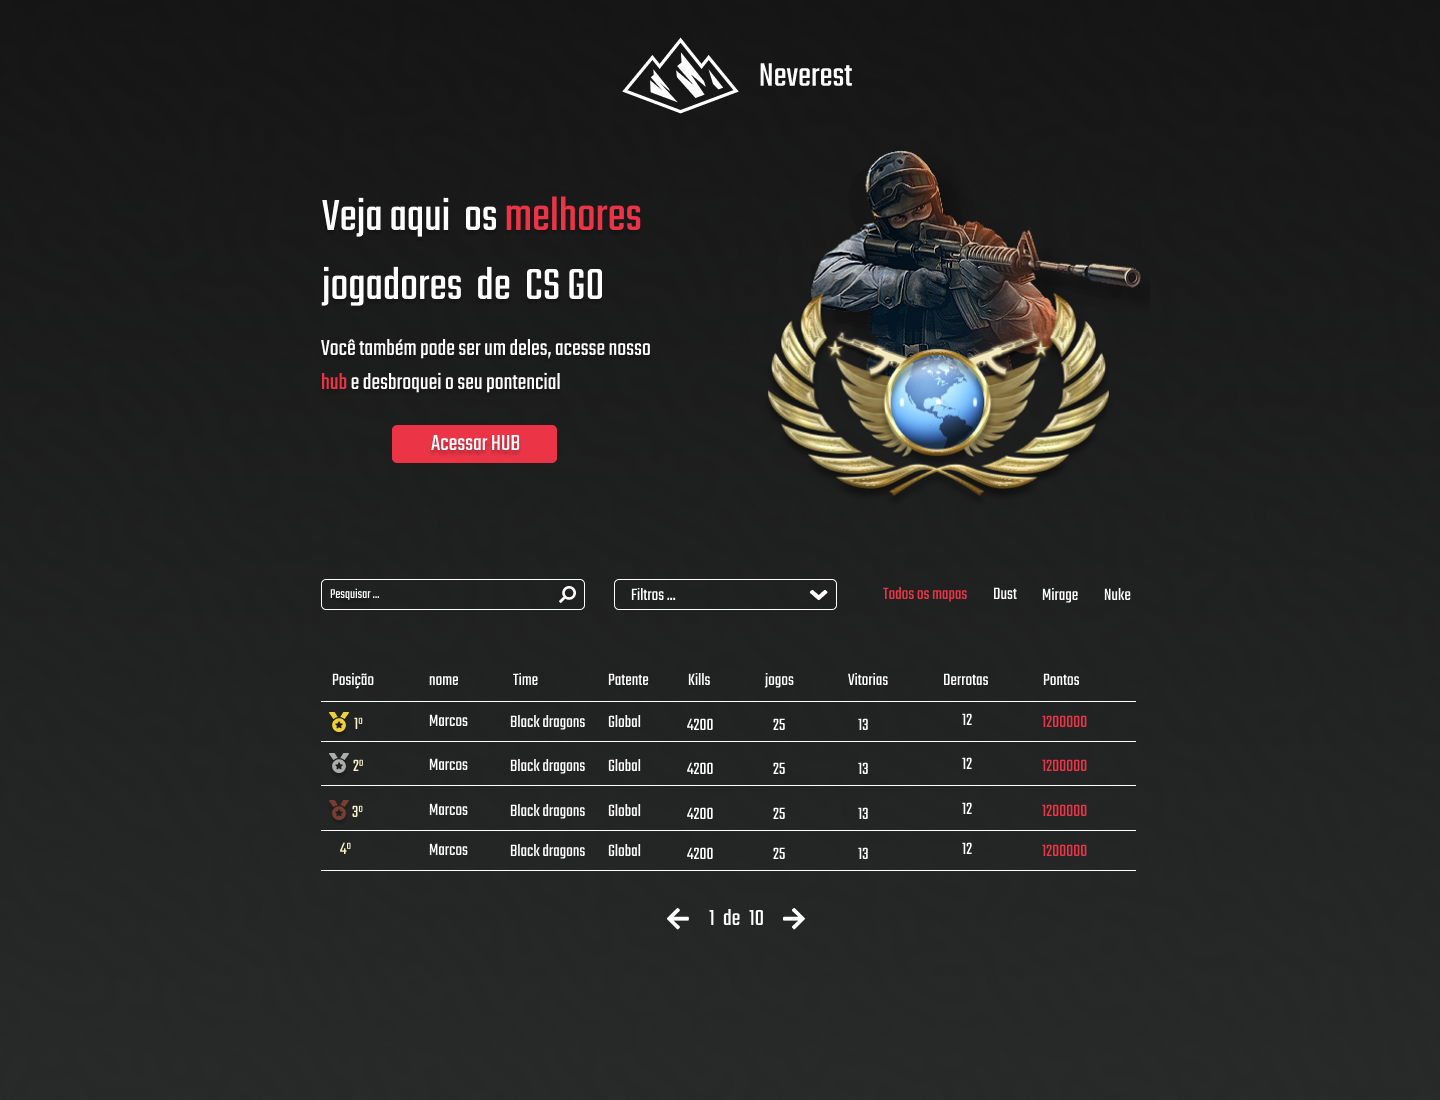 Neverest
Veja aqui os melhores
jogadores de CS GO
Você também pode ser um deles, acesse nosso
hub e desbroquei o seu pontencial
Acessar HUB
Pesquisar ... Filtros ... Todos os mapas Dust Mirage Nuke
Posição nome Time Patente Kills jogos Vitorias Derrotas Pontos
1º Marcos Black dragons Global 4200 25 13 12 1200000
2º Marcos Black dragons Global 4200 25 13 12 1200000
3º Marcos Black dragons Global 4200 25 13 12 1200000
4º Marcos Black dragons Global 4200 25 13 12 1200000
1 de 10